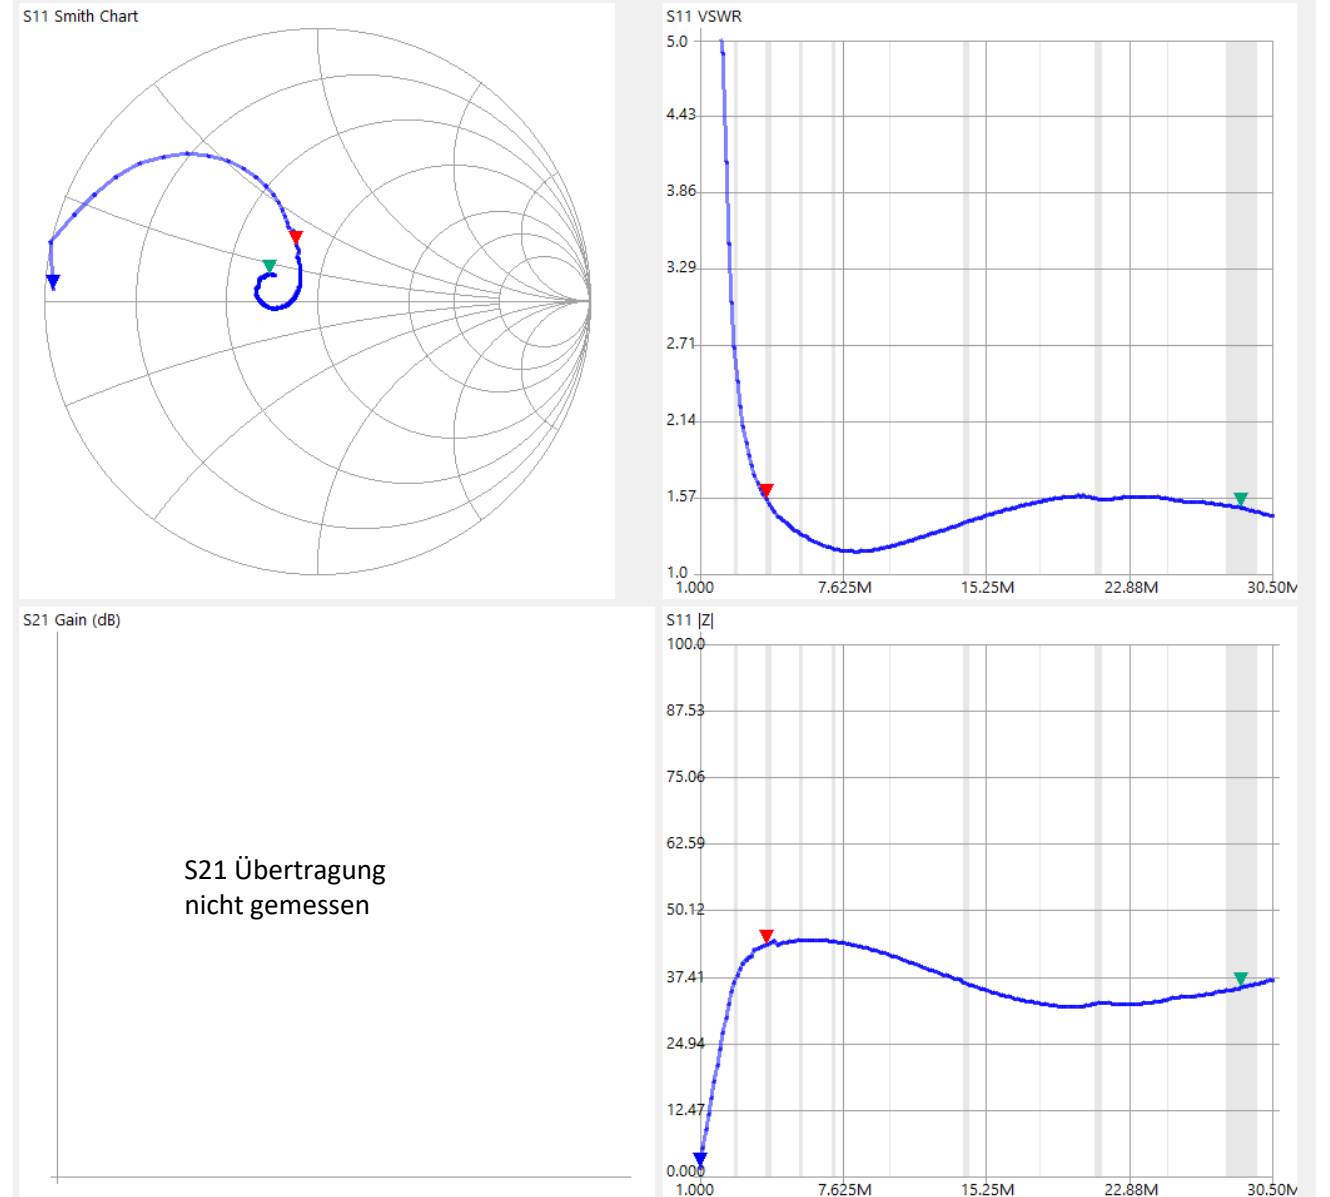 S11 Smith Chart
S11 VSWR
5.0
4.43
3.86
3.29
2.71
2.14
1.57
1.0
1.000 7.625M 15.25M 22.88M 30.50M
S21 Gain (dB)
S21 Übertragung
nicht gemessen
S11 |Z|
100.0
87.53
75.06
62.59
50.12
37.41
24.94
12.47
0.000
1.000 7.625M 15.25M 22.88M 30.50M